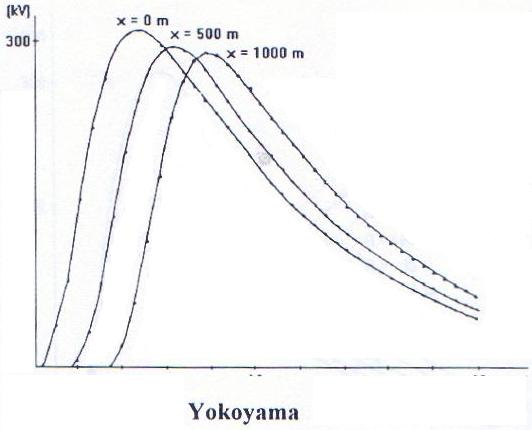 [kV]
x = 0 m
x = 500 m
300
x = 1000 m
Yokoyama